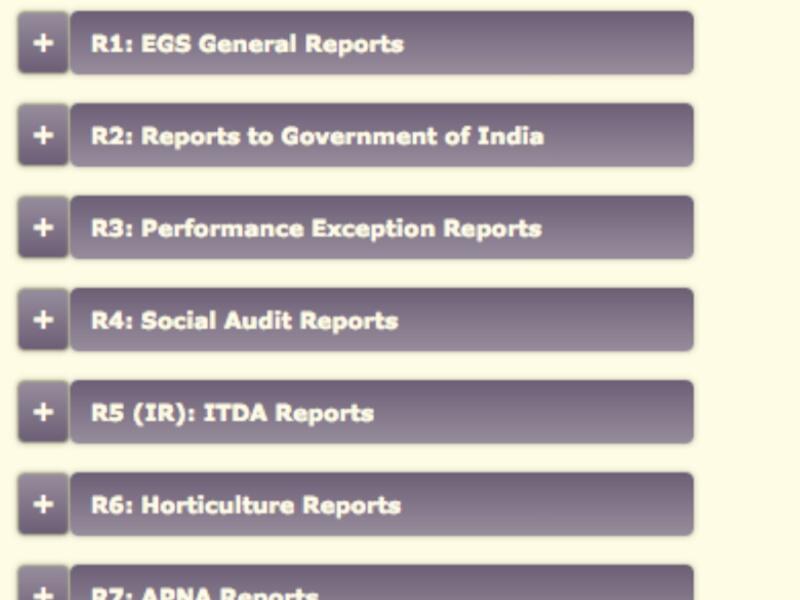 + R1: EGS General Reports
+ R2: Reports to Government of India
+ R3: Performance Exception Reports
+ R4: Social Audit Reports
+ R5 (IR): ITDA Reports
+ R6: Horticulture Reports
+ R7: APNA Reports